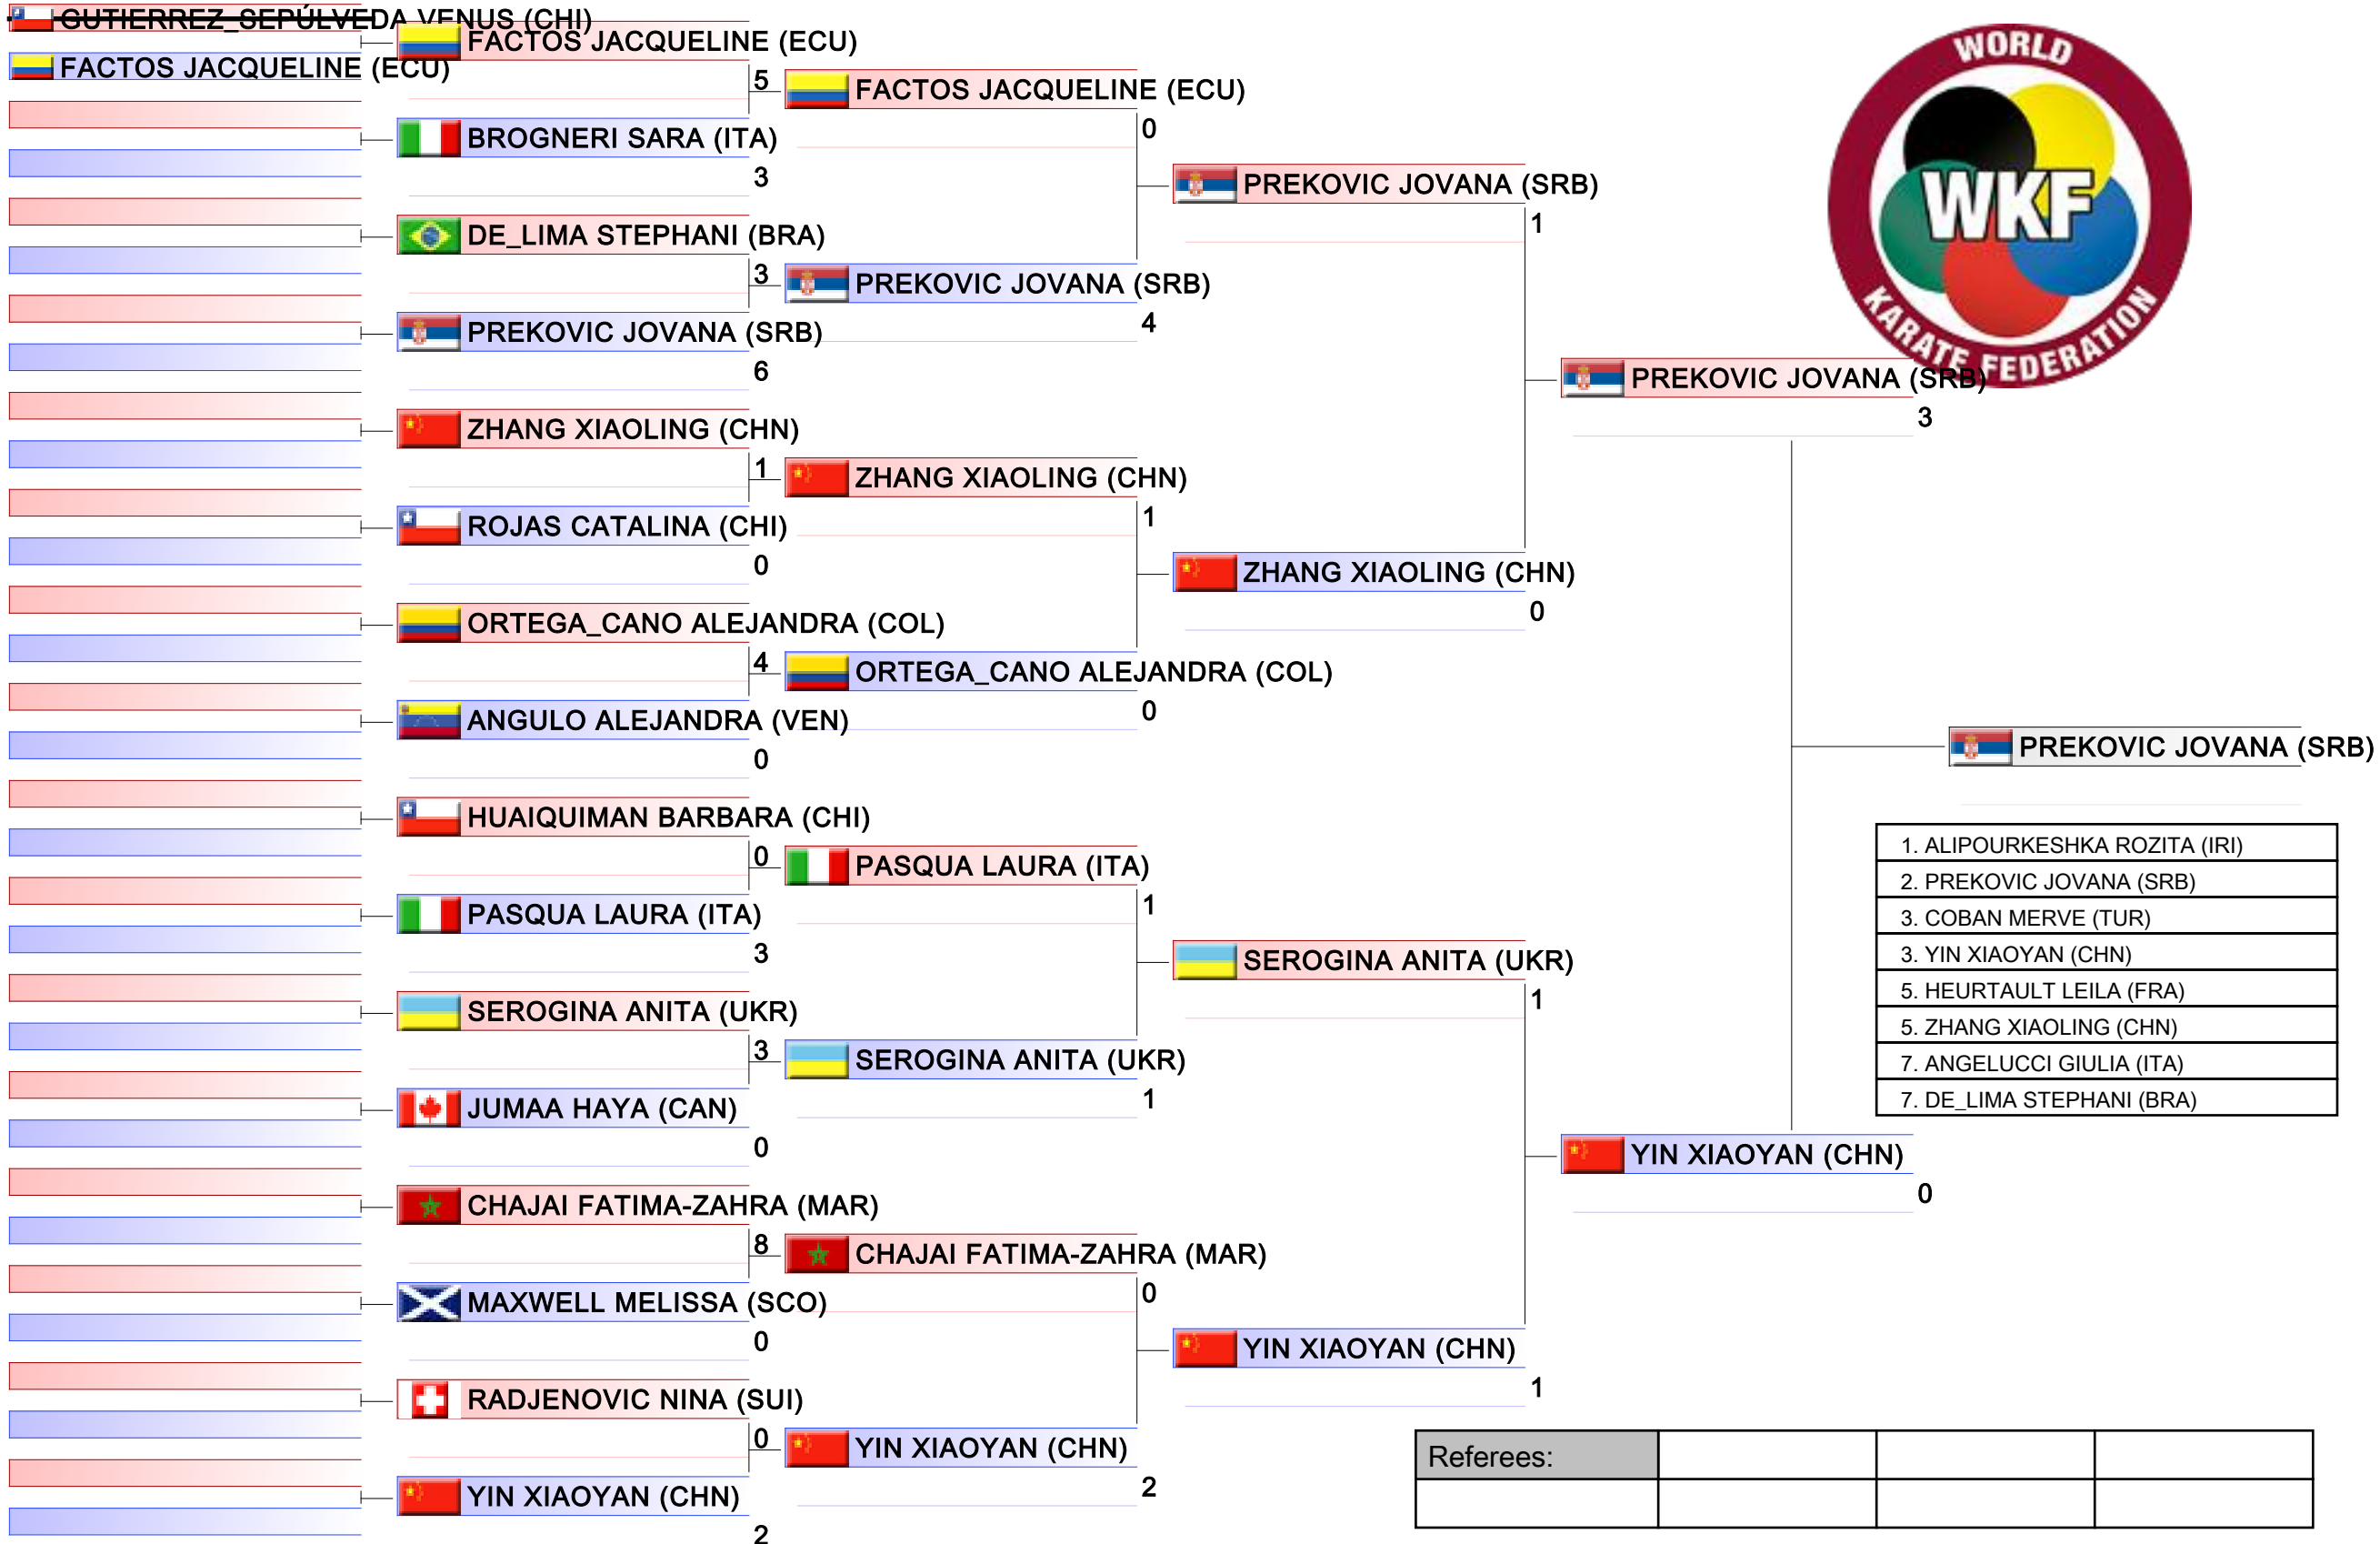 GUTIERREZ_SEPÚLVEDA VENUS (CHI)
FACTOS JACQUELINE (ECU)
FACTOS JACQUELINE (ECU)
5
BROGNERI SARA (ITA)
3
DE_LIMA STEPHANI (BRA)
3
PREKOVIC JOVANA (SRB)
6
ZHANG XIAOLING (CHN)
1
ROJAS CATALINA (CHI)
0
ORTEGA_CANO ALEJANDRA (COL)
4
ANGULO ALEJANDRA (VEN)
0
HUAIQUIMAN BARBARA (CHI)
0
PASQUA LAURA (ITA)
3
SEROGINA ANITA (UKR)
3
JUMAA HAYA (CAN)
0
CHAJAI FATIMA-ZAHRA (MAR)
8
MAXWELL MELISSA (SCO)
0
RADJENOVIC NINA (SUI)
0
YIN XIAOYAN (CHN)
2
FACTOS JACQUELINE (ECU)
0
PREKOVIC JOVANA (SRB)
4
ZHANG XIAOLING (CHN)
1
ORTEGA_CANO ALEJANDRA (COL)
0
PASQUA LAURA (ITA)
1
SEROGINA ANITA (UKR)
1
CHAJAI FATIMA-ZAHRA (MAR)
0
YIN XIAOYAN (CHN)
2
PREKOVIC JOVANA (SRB)
1
ZHANG XIAOLING (CHN)
0
SEROGINA ANITA (UKR)
1
YIN XIAOYAN (CHN)
1
PREKOVIC JOVANA (SRB)
3
YIN XIAOYAN (CHN)
0
PREKOVIC JOVANA (SRB)
WORLD
WKF
KARATE FEDERATION
1. ALIPOURKESHKA ROZITA (IRI)
2. PREKOVIC JOVANA (SRB)
3. COBAN MERVE (TUR)
3. YIN XIAOYAN (CHN)
5. HEURTAULT LEILA (FRA)
5. ZHANG XIAOLING (CHN)
7. ANGELUCCI GIULIA (ITA)
7. DE_LIMA STEPHANI (BRA)
Referees: